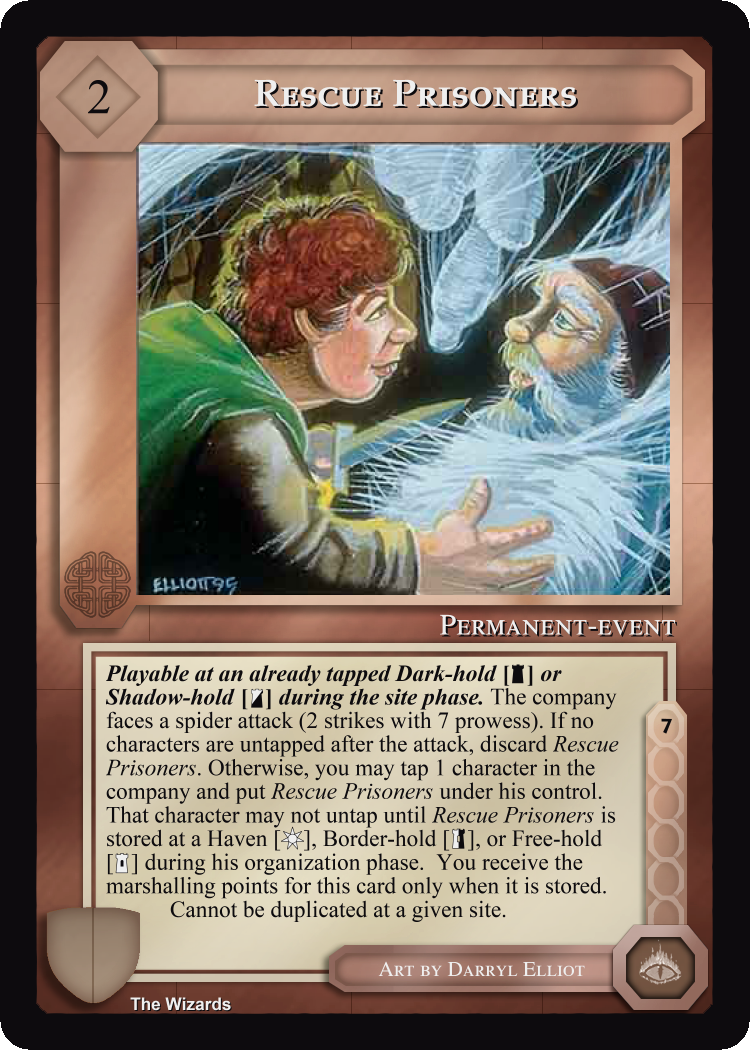 2
Rescue Prisoners
ELLIOTT95
Permanent-event
Playable at an already tapped Dark-hold [] or
Shadow-hold [] during the site phase. The company
faces a spider attack (2 strikes with 7 prowess). If no
characters are untapped after the attack, discard Rescue
Prisoners. Otherwise, you may tap 1 character in the
company and put Rescue Prisoners under his control.
That character may not untap until Rescue Prisoners is
stored at a Haven [], Border-hold [], or Free-hold
[] during his organization phase. You receive the
marshalling points for this card only when it is stored.
Cannot be duplicated at a given site.
7
Art by Darryl Elliot
The Wizards